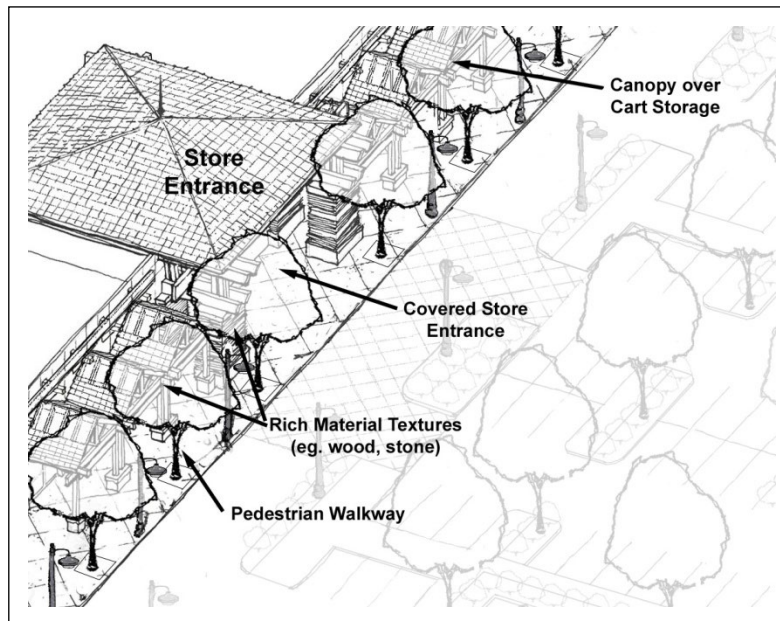 Canopy over
Cart Storage
Store
Entrance
Covered Store
Entrance
Rich Material Textures
(eg. wood, stone)
Pedestrian Walkway